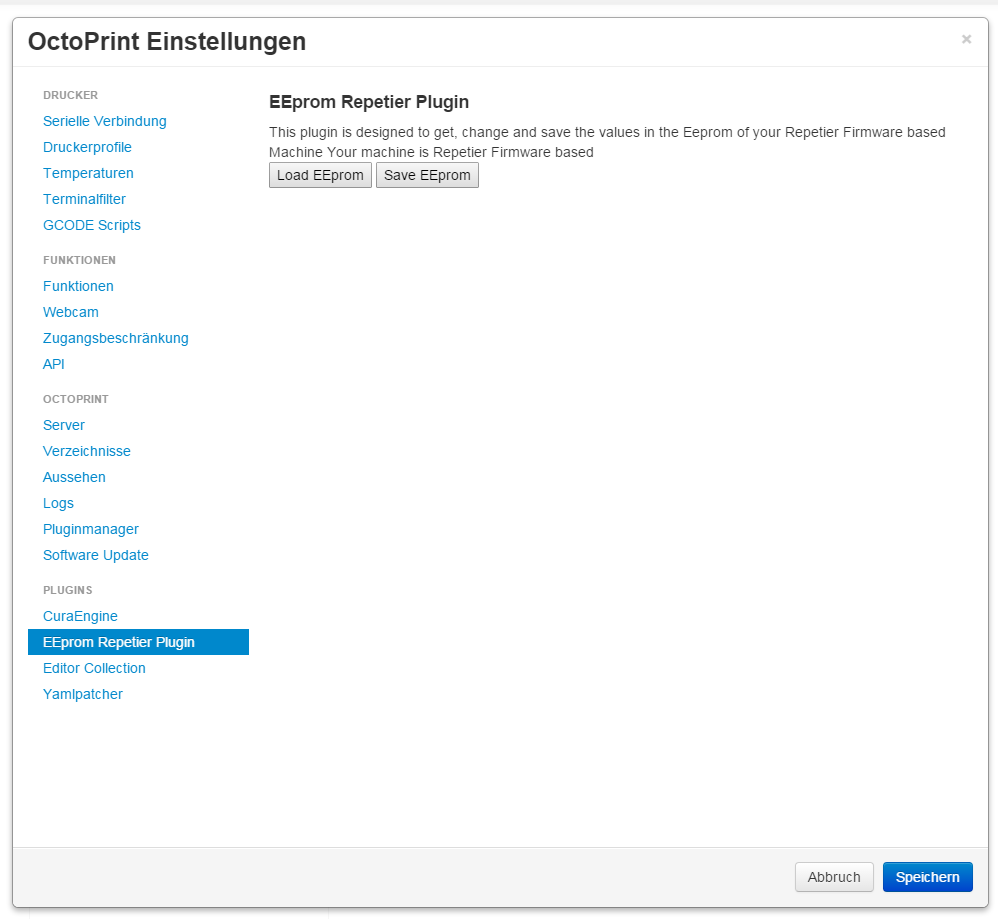 OctoPrint Einstellungen
×
DRUCKER
Serielle Verbindung
Druckerprofile
Temperaturen
Terminalfilter
GCODE Scripts
FUNKTIONEN
Funktionen
Webcam
Zugangsbeschränkung
API
OCTOPRINT
Server
Verzeichnisse
Aussehen
Logs
Pluginmanager
Software Update
PLUGINS
CuraEngine
EEprom Repetier Plugin
Editor Collection
Yamlpatcher
EEprom Repetier Plugin
This plugin is designed to get, change and save the values in the Eeprom of your Repetier Firmware based
Machine Your machine is Repetier Firmware based
Load EEprom Save EEprom
Abbruch Speichern